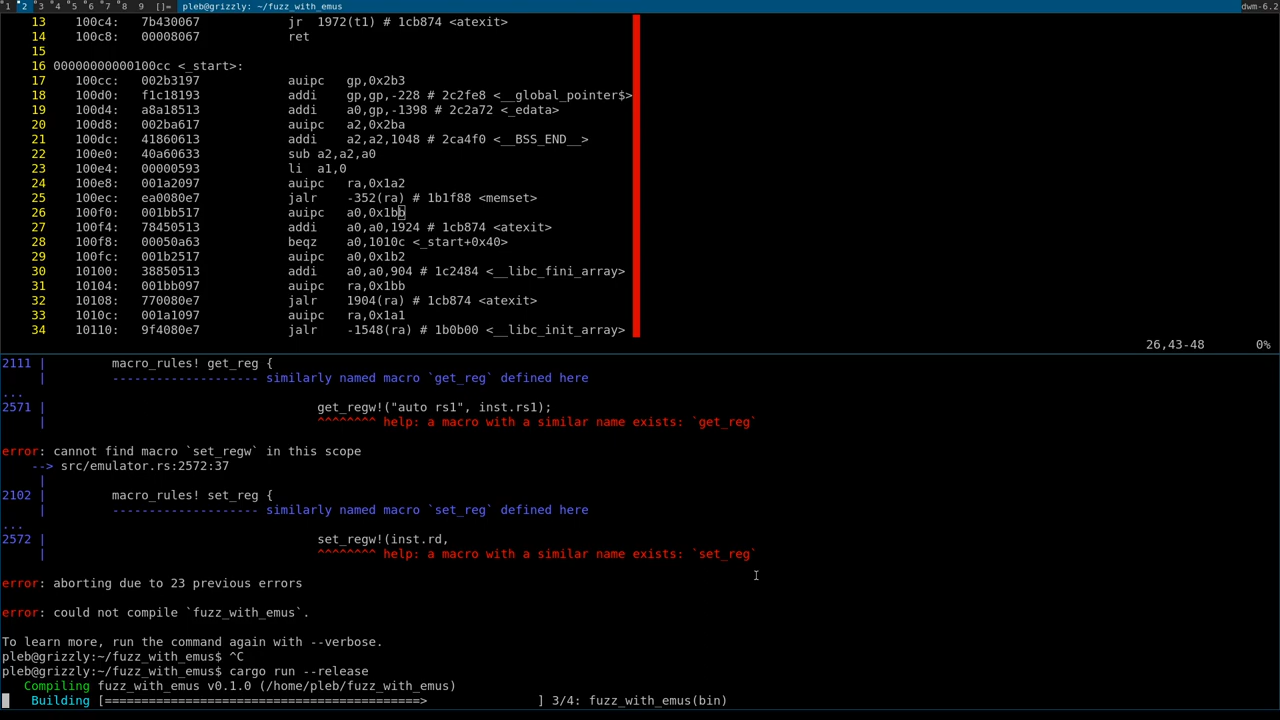 1 2 3 4 5 6 7 8 9 []= pleb@grizzly: ~/fuzz_with_emus dwm-6.2
13 100c4: 7b430067 jr 1972(t1) # 1cb874 <atexit>
14 100c8: 00008067 ret
15
16 00000000000100cc <_start>:
17 100cc: 002b3197 auipc gp,0x2b3
18 100d0: f1c18193 addi gp,gp,-228 # 2c2fe8 <__global_pointer$>
19 100d4: a8a18513 addi a0,gp,-1398 # 2c2a72 <_edata>
20 100d8: 002ba617 auipc a2,0x2ba
21 100dc: 41860613 addi a2,a2,1048 # 2ca4f0 <__BSS_END__>
22 100e0: 40a60633 sub a2,a2,a0
23 100e4: 00000593 li a1,0
24 100e8: 001a2097 auipc ra,0x1a2
25 100ec: ea0080e7 jalr -352(ra) # 1b1f88 <memset>
26 100f0: 001bb517 auipc a0,0x1bb
27 100f4: 78450513 addi a0,a0,1924 # 1cb874 <atexit>
28 100f8: 00050a63 beqz a0,1010c <_start+0x40>
29 100fc: 001b2517 auipc a0,0x1b2
30 10100: 38850513 addi a0,a0,904 # 1c2484 <__libc_fini_array>
31 10104: 001bb097 auipc ra,0x1bb
32 10108: 770080e7 jalr 1904(ra) # 1cb874 <atexit>
33 1010c: 001a1097 auipc ra,0x1a1
34 10110: 9f4080e7 jalr -1548(ra) # 1b0b00 <__libc_init_array>
26,43-48 0%
2111 | macro_rules! get_reg {
| -------------------- similarly named macro `get_reg` defined here
...
2571 | get_regw!("auto rs1", inst.rs1);
| ^^^^^^^^ help: a macro with a similar name exists: `get_reg`
error: cannot find macro `set_regw` in this scope
--> src/emulator.rs:2572:37
|
2102 | macro_rules! set_reg {
| -------------------- similarly named macro `set_reg` defined here
...
2572 | set_regw!(inst.rd,
| ^^^^^^^^ help: a macro with a similar name exists: `set_reg`
error: aborting due to 23 previous errors
error: could not compile `fuzz_with_emus`.
To learn more, run the command again with --verbose.
pleb@grizzly:~/fuzz_with_emus$ ^C
pleb@grizzly:~/fuzz_with_emus$ cargo run --release
Compiling fuzz_with_emus v0.1.0 (/home/pleb/fuzz_with_emus)
Building [===========================================> ] 3/4: fuzz_with_emus(bin)